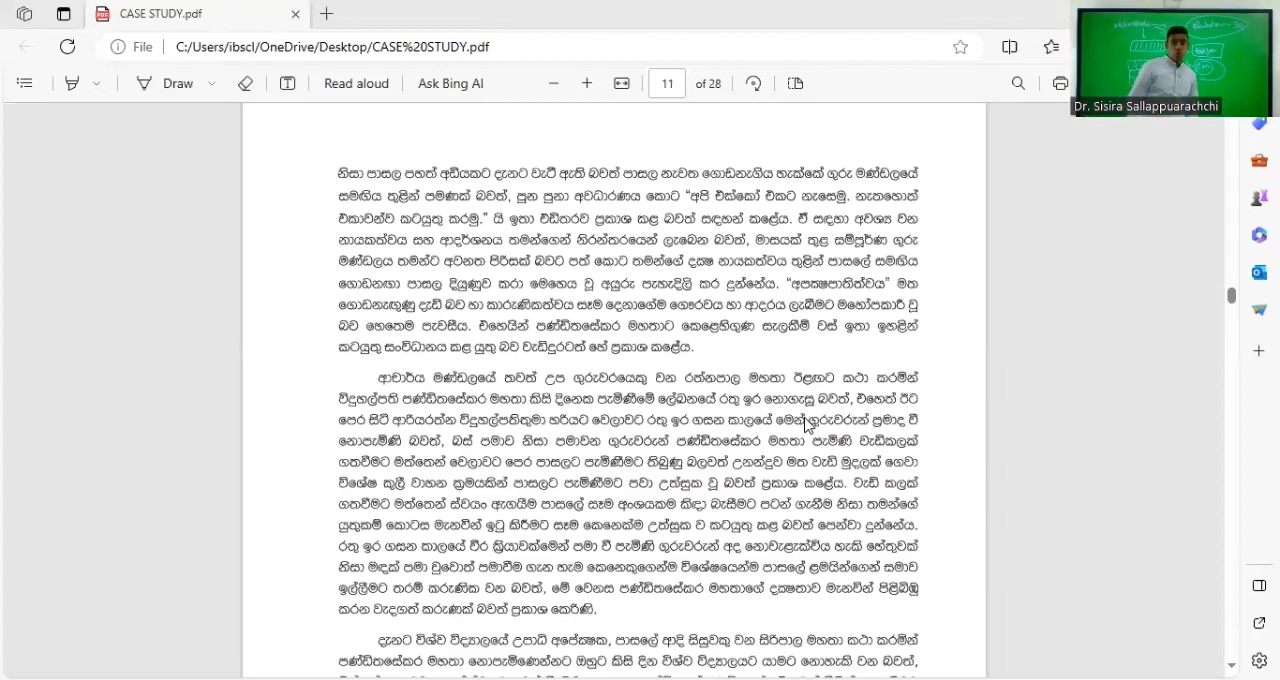 CASE STUDY.pdf
File C:/Users/ibscl/OneDrive/Desktop/CASE%20STUDY.pdf
Draw Read aloud Ask Bing AI 11 of 28
Dr. Sisira Sallappuarachchi
නිසා පාසල පහත් අඩියකට දැනට වැටී ඇති බවත් පාසල නැවත ගොඩනැගිය හැක්කේ ගුරු මණ්ඩලයේ
සමඟිය තුළින් පමණක් බවත්, පුන පුනා අවධාරණය කොට “අපි එක්කෝ එකට නැසෙමු. නැතහොත්
ඒකාවන්ව කටයුතු කරමු.” යි ඉතා එඩිතරව ප්‍රකාශ කළ බවත් සඳහන් කළේය. ඒ සඳහා අවශ්‍ය වන
නායකත්වය සහ ආදර්ශනය තමන්ගෙන් නිරන්තරයෙන් ලැබෙන බවත්, මාසයක් තුළ සම්පූර්ණ ගුරු
මණ්ඩලය තමන්ට අවනත පිරිසක් බවට පත් කොට තමන්ගේ දක්ෂ නායකත්වය තුළින් පාසලේ සමඟිය
ගොඩනඟා පාසල දියුණුව කරා මෙහෙය වූ අයුරු පැහැදිලි කර දුන්නේය. “අපක්ෂපාතිත්වය” මත
ගොඩනැඟුණු දැඩි බව හා කාරුණිකත්වය සෑම දෙනාගේම ගෞරවය හා ආදරය ලැබීමට මහෝපකාරී වූ
බව හෙතෙම පැවසීය. එහෙයින් පණ්ඩිතසේකර මහතාට කෙළෙහිගුණ සැලකීම් වස් ඉතා ඉහළින්
කටයුතු සංවිධානය කළ යුතු බව වැඩිදුරටත් හේ ප්‍රකාශ කළේය.
ආචාර්ය මණ්ඩලයේ තවත් උප ගුරුවරයෙකු වන රත්නපාල මහතා ඊළඟට කථා කරමින්
විදුහල්පති පණ්ඩිතසේකර මහතා කිසි දිනෙක පැමිණීමේ ලේඛනයේ රතු ඉර නොගැසූ බවත්, එහෙත් ඊට
පෙර සිටි ආරියරත්න විදුහල්පතිතුමා හරියට වෙලාවට රතු ඉර ගසන කාලයේ මෙන් ගුරුවරුන් ප්‍රමාද වී
නොපැමිණි බවත්, බස් පමාව නිසා පමාවන ගුරුවරුන් පණ්ඩිතසේකර මහතා පැමිණි වැඩිකලක්
ගතවීමට මත්තෙන් වෙලාවට පෙර පාසලට පැමිණීමට තිබුණු බලවත් උනන්දුව මත වැඩි මුදලක් ගෙවා
විශේෂ කුලී වාහන ක්‍රමයකින් පාසලට පැමිණීමට පවා උත්සුක වූ බවත් ප්‍රකාශ කළේය. වැඩි කලක්
ගතවීමට මත්තෙන් ස්වයං ඇගයීම පාසලේ සෑම අංශයකම කිඳා බැසීමට පටන් ගැනීම නිසා තමන්ගේ
යුතුකම් කොටස මැනවින් ඉටු කිරීමට සෑම කෙනෙක්ම උත්සුක ව කටයුතු කළ බවත් පෙන්වා දුන්නේය.
රතු ඉර ගසන කාලයේ වීර ක්‍රියාවක්මෙන් පමා වී පැමිණි ගුරුවරුන් අද නොවැළැක්විය හැකි හේතුවක්
නිසා මඳක් පමා වුවොත් පමාවීම ගැන හැම කෙනෙකුගෙන්ම විශේෂයෙන්ම පාසලේ ළමයින්ගෙන් සමාව
ඉල්ලීමට තරම් කරුණික වන බවත්, මේ වෙනස පණ්ඩිතසේකර මහතාගේ දක්ෂතාව මැනවින් පිළිබිඹු
කරන වැදගත් කරුණක් බවත් ප්‍රකාශ කෙරිණි.
දැනට විශ්ව විද්‍යාලයේ උපාධි අපේක්ෂක, පාසලේ ආදි සිසුවකු වන සිරිපාල මහතා කථා කරමින්
පණ්ඩිතසේකර මහතා නොපැමිණෙන්නට ඔහුට කිසි දින විශ්ව විද්‍යාලයට යාමට නොහැකි වන බවත්,